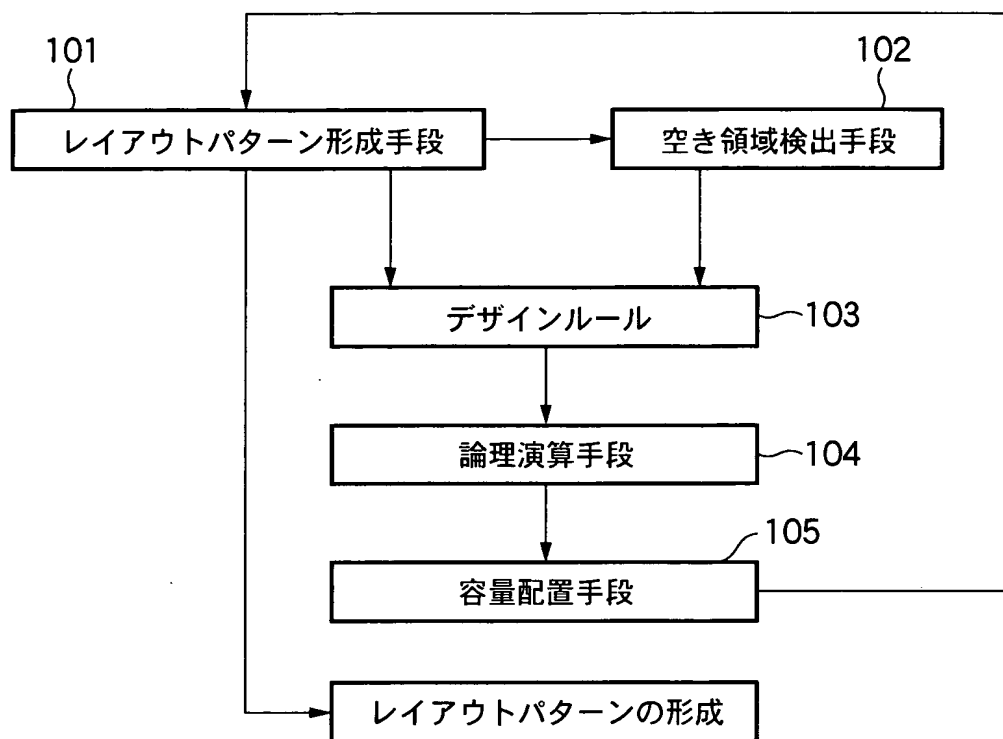 101
102
レイアウトパターン形成手段
空き領域検出手段
デザインルール
103
論理演算手段
104
105
容量配置手段
レイアウトパターンの形成